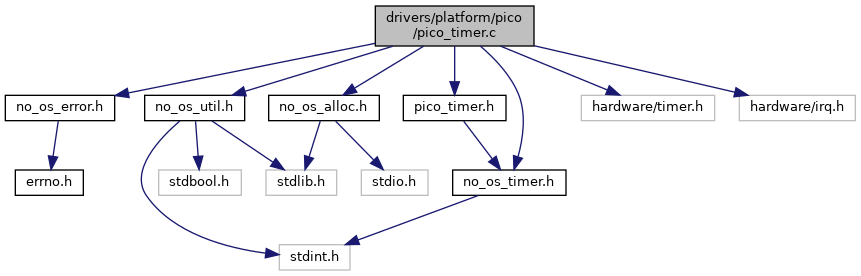 drivers/platform/pico
/pico_timer.c
no_os_error.h
no_os_util.h
no_os_alloc.h
pico_timer.h
hardware/timer.h
hardware/irq.h
errno.h
stdbool.h
stdlib.h
stdio.h
no_os_timer.h
stdint.h